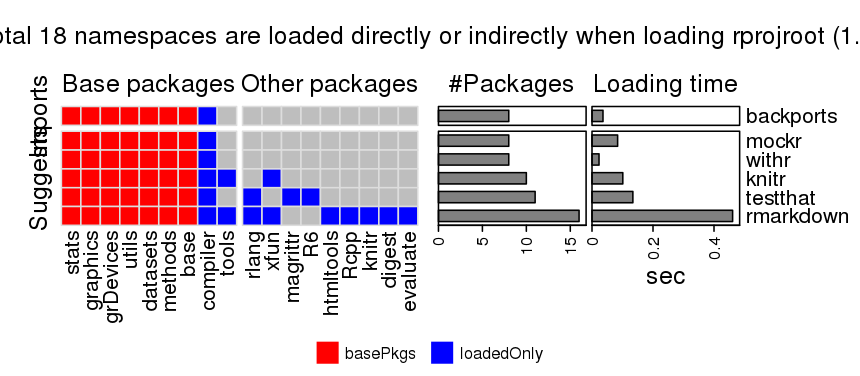 otal 18 namespaces are loaded directly or indirectly when loading rprojroot (1.
Base packages Other packages #Packages Loading time
Imports
Suggests
backports
mockr
withr
knitr
testthat
rmarkdown
0 5 10 15
0 0.2 0.4
sec
stats
graphics
grDevices
utils
datasets
methods
base
compiler
tools
rlang
xfun
magrittr
R6
htmltools
Rcpp
knitr
digest
evaluate
basePkgs loadedOnly